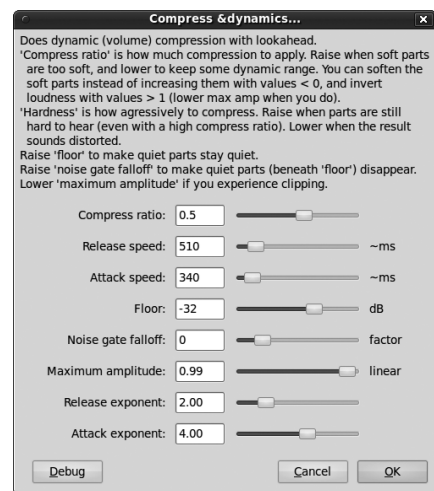 Compress &dynamics...
Does dynamic (volume) compression with lookahead.
'Compress ratio' is how much compression to apply. Raise when soft parts
are too soft, and lower to keep some dynamic range. You can soften the
soft parts instead of increasing them with values < 0, and invert
loudness with values > 1 (lower max amp when you do).
'Hardness' is how agressively to compress. Raise when parts are still
hard to hear (even with a high compress ratio). Lower when the result
sounds distorted.
Raise 'floor' to make quiet parts stay quiet.
Raise 'noise gate falloff' to make quiet parts (beneath 'floor') disappear.
Lower 'maximum amplitude' if you experience clipping.
Compress ratio: 0.5
Release speed: 510 ~ms
Attack speed: 340 ~ms
Floor: -32 dB
Noise gate falloff: 0 factor
Maximum amplitude: 0.99 linear
Release exponent: 2.00
Attack exponent: 4.00
Debug Cancel OK